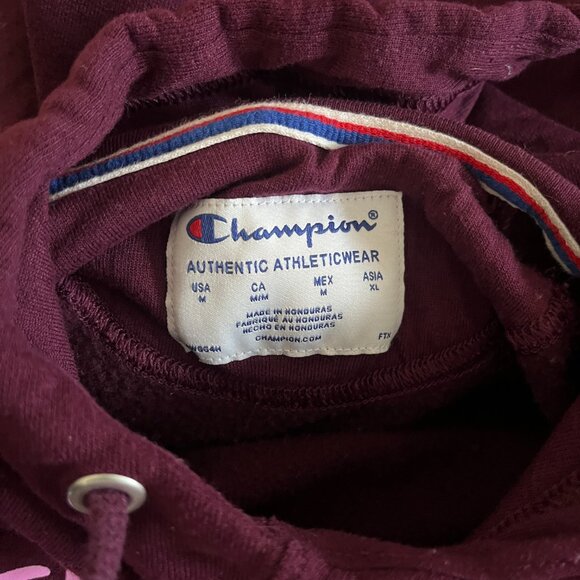 Champion®
AUTHENTIC ATHLETICWEAR
USA CA MEX ASIA
M M/M M XL
MADE IN HONDURAS
FABRIQUÉ AU HONDURAS
HECHO EN HONDURAS
CHAMPION.COM
FTX